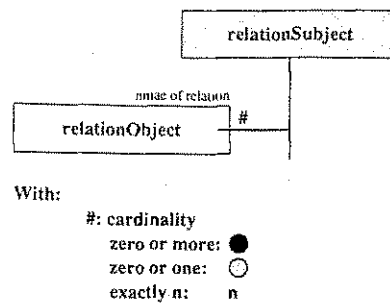 relationSubject
nmae of relation
relationObject #
With:
#: cardinality
zero or more:
zero or one:
exactly n: n